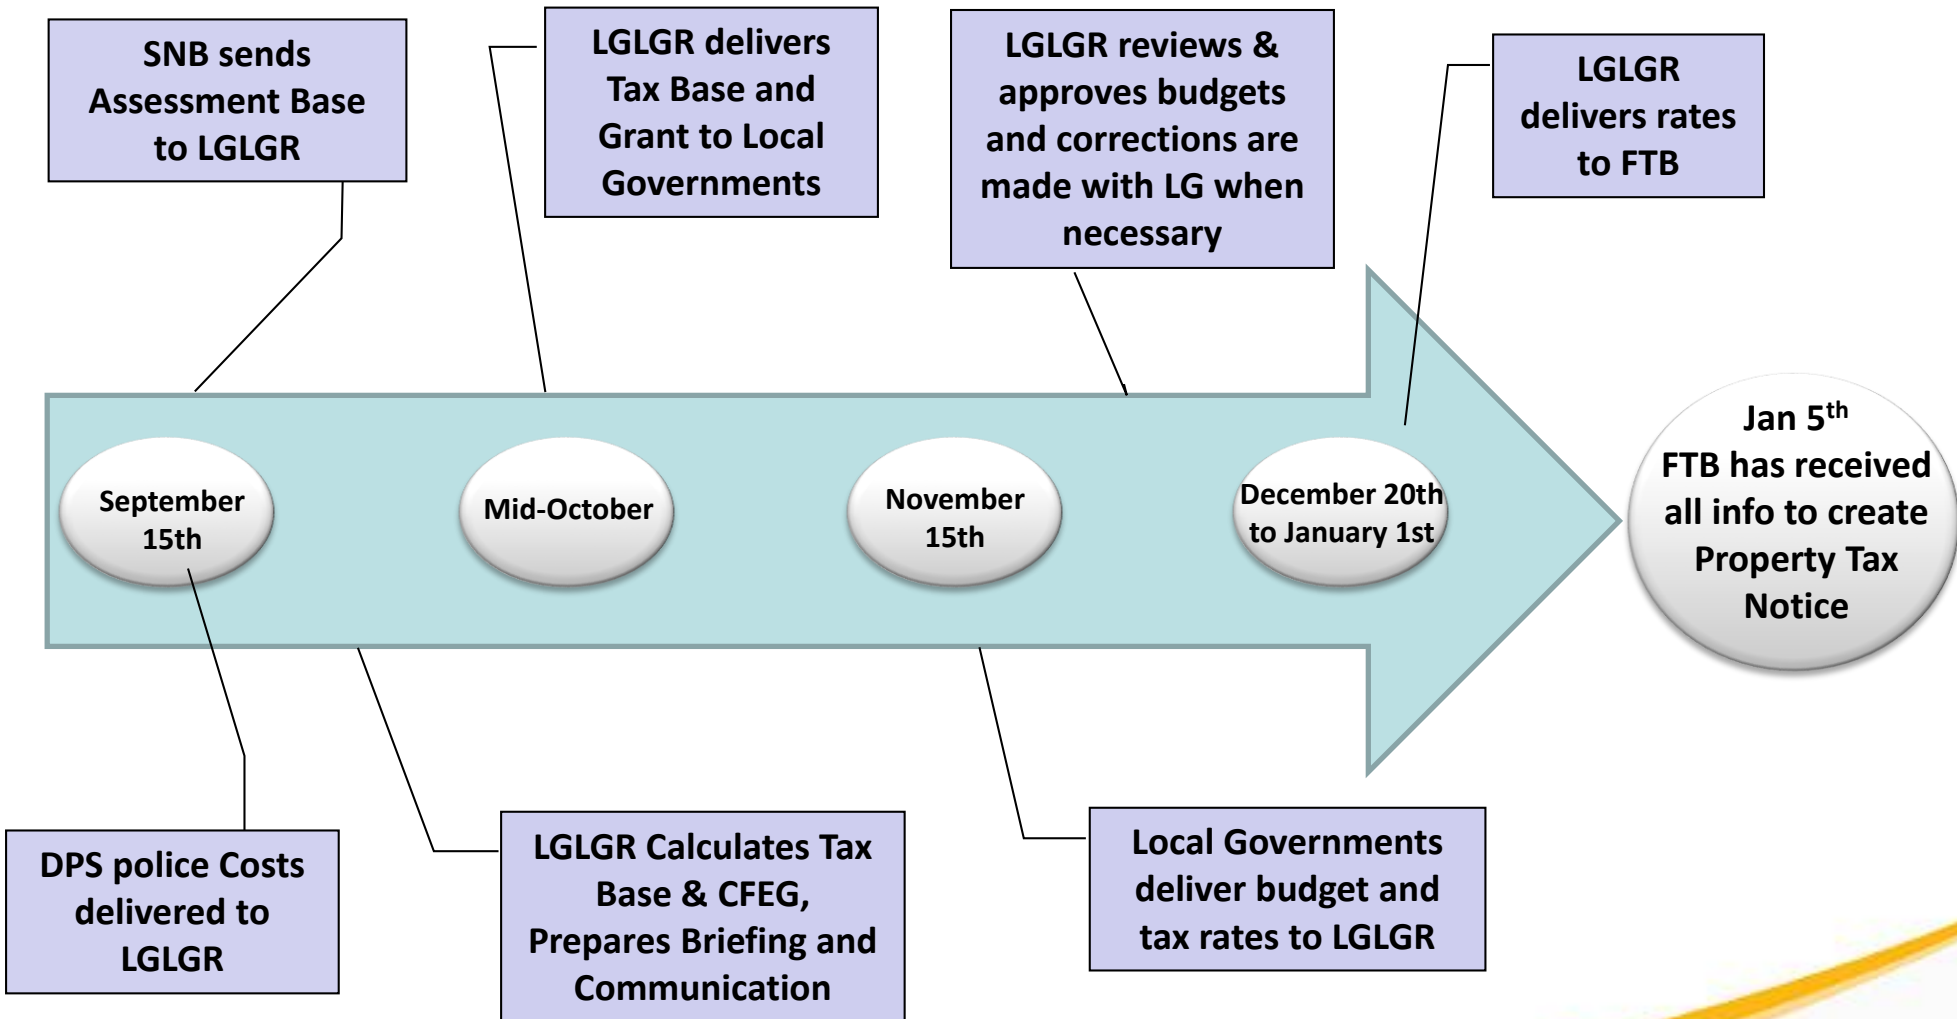 SNB sends
Assessment Base
to LGLGR
LGLGR delivers
Tax Base and
Grant to Local
Governments
LGLGR reviews &
approves budgets
and corrections are
made with LG when
necessary
LGLGR
delivers rates
to FTB
September
15th
Mid-October
November
15th
December 20th
to January 1st
Jan 5th
FTB has received
all info to create
Property Tax
Notice
DPS police Costs
delivered to
LGLGR
LGLGR Calculates Tax
Base & CFEG,
Prepares Briefing and
Communication
Local Governments
deliver budget and
tax rates to LGLGR